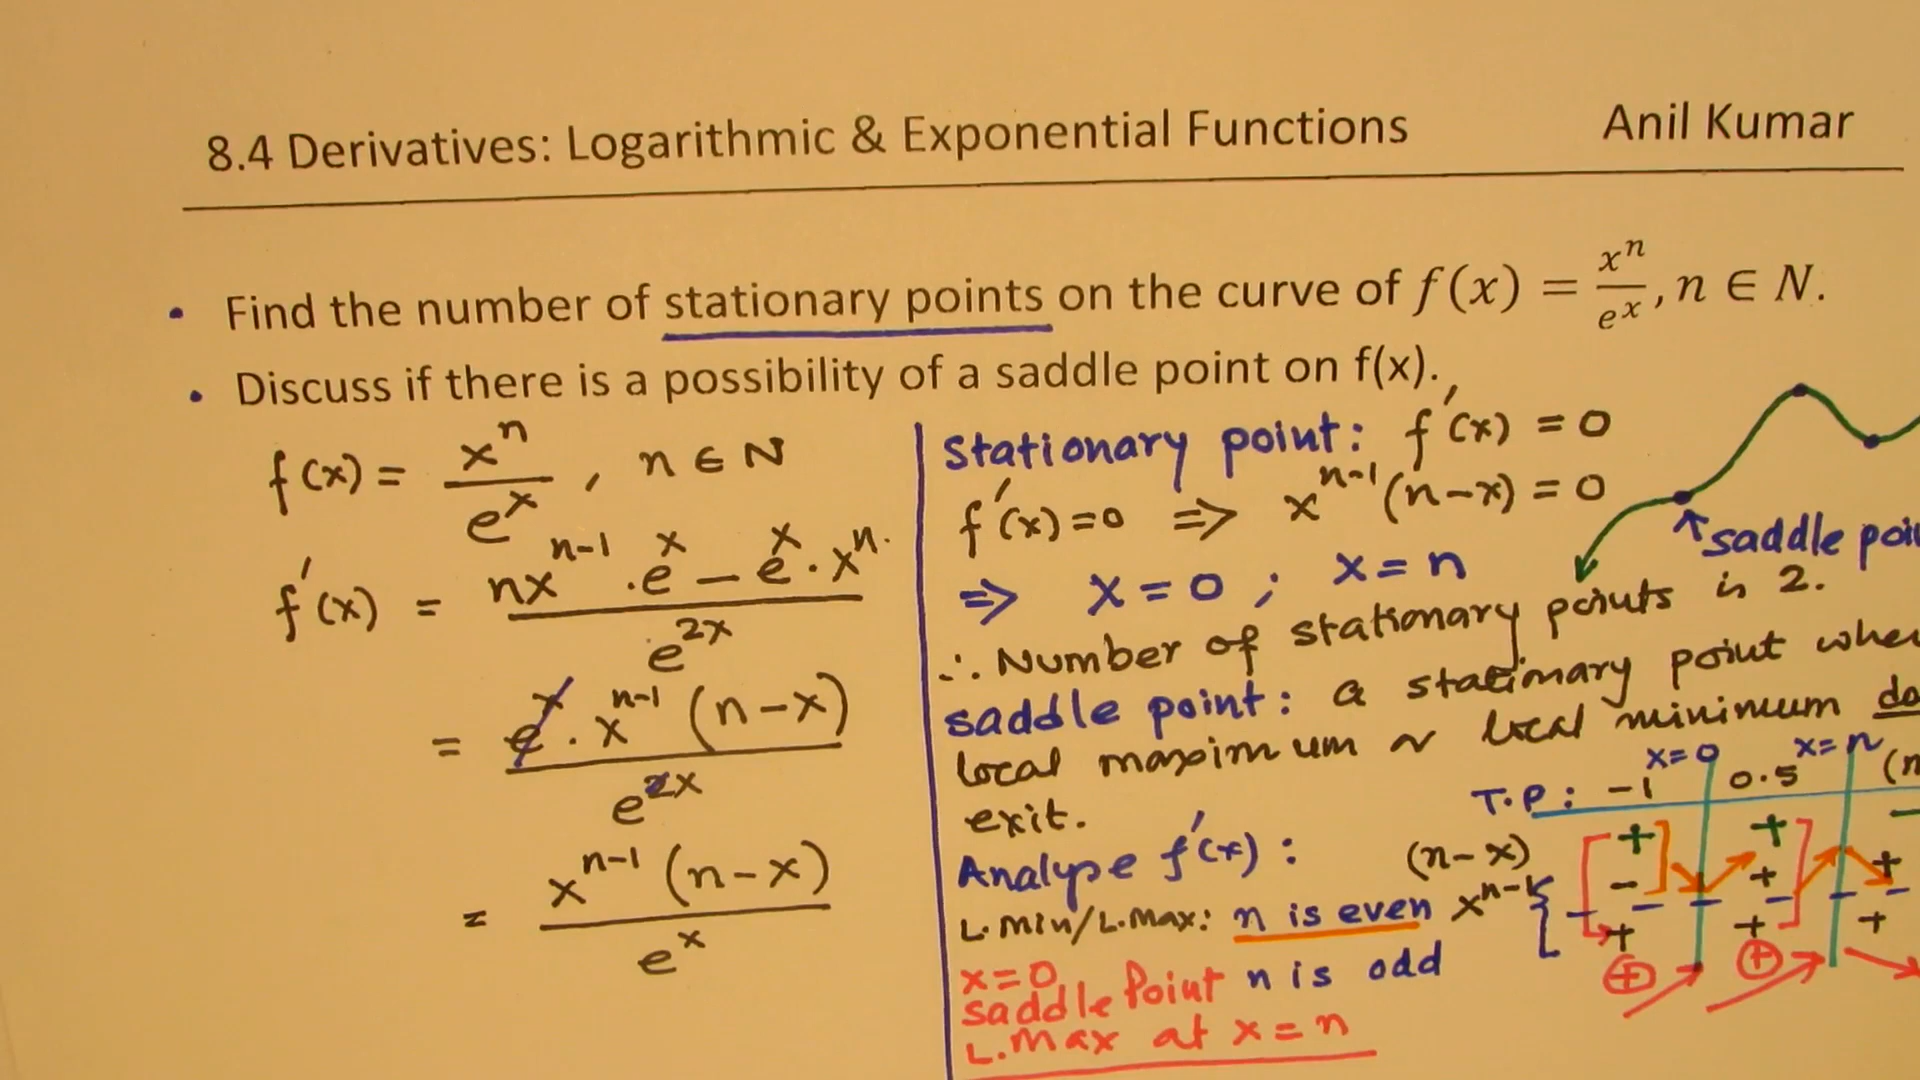 8.4 Derivatives: Logarithmic & Exponential Functions Anil Kumar
• Find the number of stationary points on the curve of f(x) = x^n/e^x, n ∈ N.
• Discuss if there is a possibility of a saddle point on f(x).
f(x) = x^n/e^x, n ∈ N
f'(x) = (nx^{n-1} · e^x − e^x · x^n)/e^{2x}
= e^x · x^{n-1} (n−x)/e^{2x}
= x^{n-1} (n−x)/e^x
Stationary point: f'(x) = 0
f'(x) = 0 ⇒ x^{n-1} (n−x) = 0
⇒ x = 0 ; x = n
↑ saddle poi
∴ Number of stationary points is 2.
saddle point: a stationary point whe
local maximum or local minimum do
exit.
x=0 x=n
T.P: −1 0.5 (n
Analyse f'(x) :
(n−x) + + −
L.Min/L.Max: n is even x^{n-1} { − + +
+ + +
x=0 n is odd
saddle Point
⊕ ⊕
L.Max at x = n